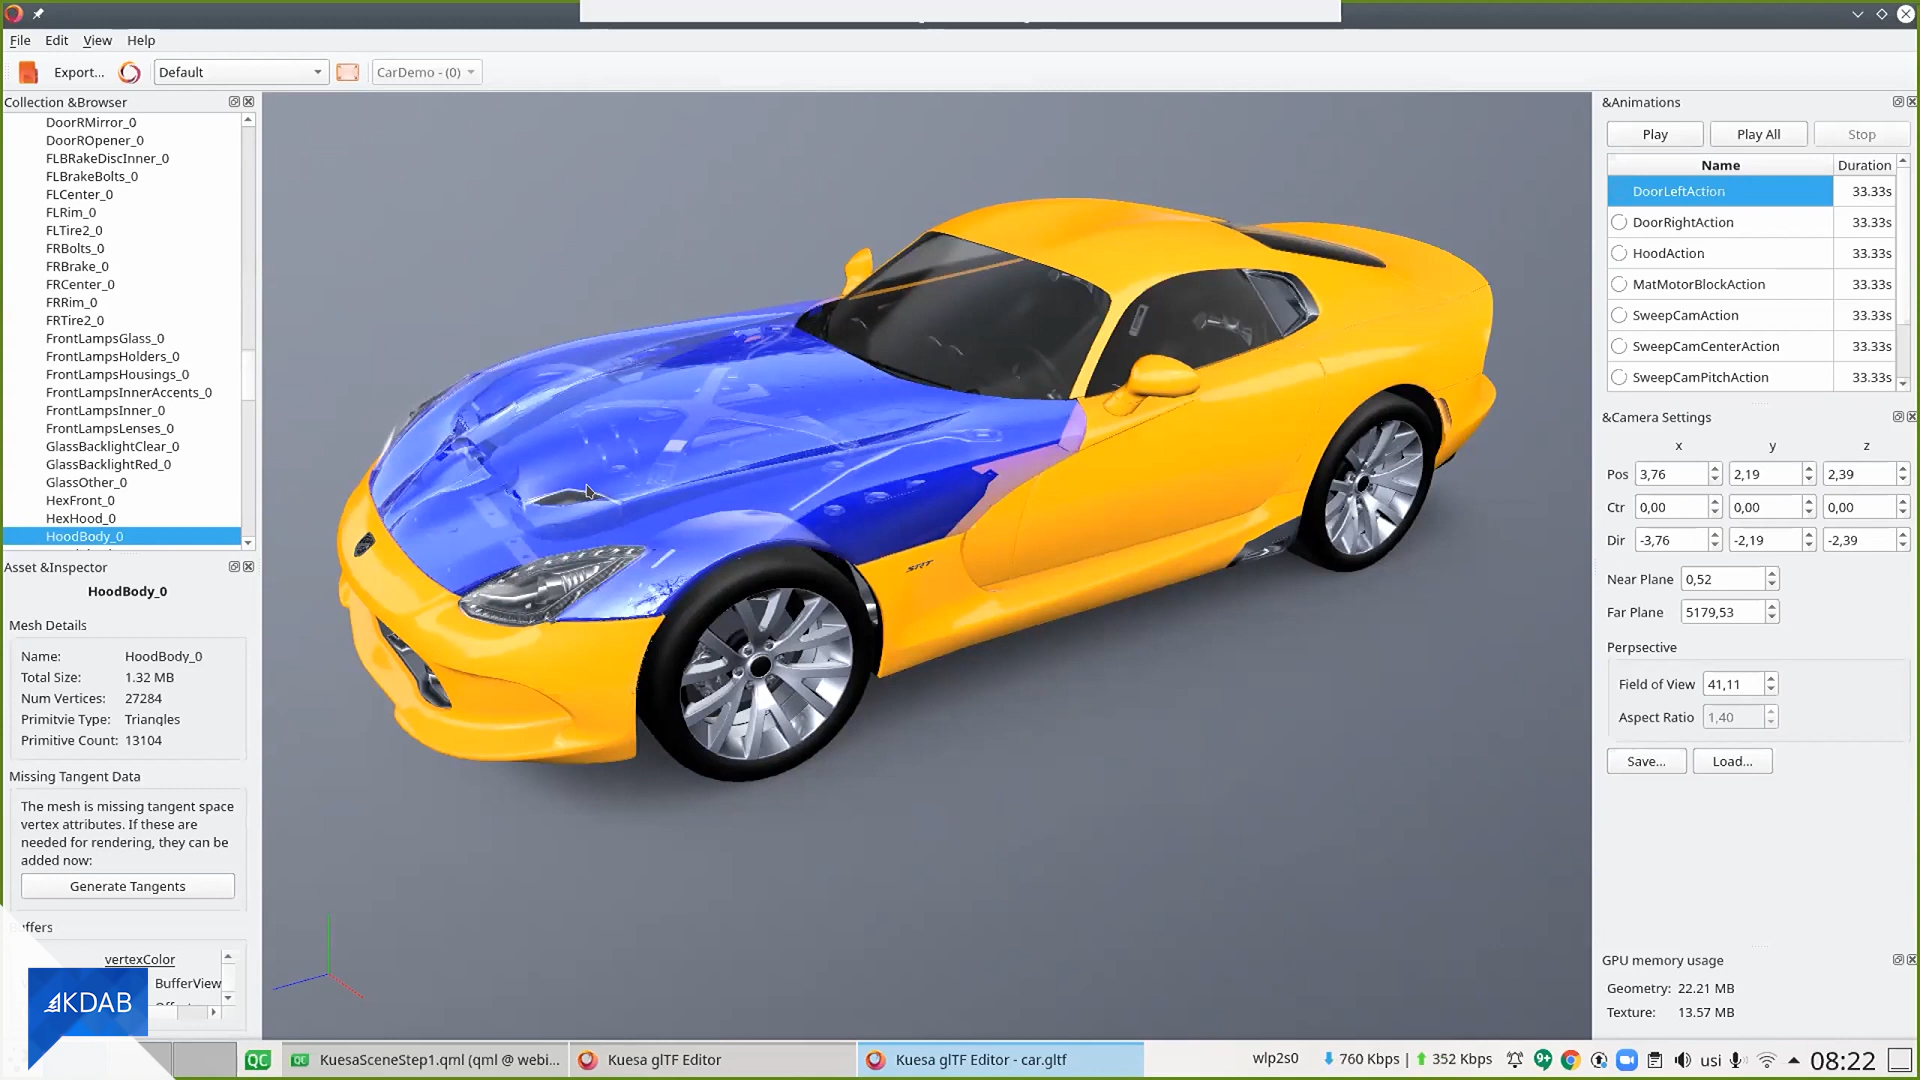 File Edit View Help
Export... Default CarDemo - (0)
Collection &Browser
DoorRMirror_0
DoorROpener_0
FLBRakeDiscInner_0
FLBrakeBolts_0
FLCenter_0
FLRim_0
FLTire2_0
FRBolts_0
FRBrake_0
FRCenter_0
FRRim_0
FRTire2_0
FrontLampsGlass_0
FrontLampsHolders_0
FrontLampsHousings_0
FrontLampsInnerAccents_0
FrontLampsInner_0
FrontLampsLenses_0
GlassBacklightClear_0
GlassBacklightRed_0
GlassOther_0
HexFront_0
HexHood_0
HoodBody_0
Asset &Inspector
HoodBody_0
Mesh Details
Name: HoodBody_0
Total Size: 1.32 MB
Num Vertices: 27284
Primitvie Type: Triangles
Primitive Count: 13104
Missing Tangent Data
The mesh is missing tangent space
vertex attributes. If these are
needed for rendering, they can be
added now:
Generate Tangents
uffers
vertexColor
BufferView
KDAB
SRT
&Animations
Play Play All Stop
Name Duration
DoorLeftAction 33.33s
DoorRightAction 33.33s
HoodAction 33.33s
MatMotorBlockAction 33.33s
SweepCamAction 33.33s
SweepCamCenterAction 33.33s
SweepCamPitchAction 33.33s
&Camera Settings
x y z
Pos 3,76 2,19 2,39
Ctr 0,00 0,00 0,00
Dir -3,76 -2,19 -2,39
Near Plane 0,52
Far Plane 5179,53
Perpsective
Field of View 41,11
Aspect Ratio 1,40
Save... Load...
GPU memory usage
Geometry: 22.21 MB
Texture: 13.57 MB
QC QC KuesaSceneStep1.qml (qml @ webi... Kuesa glTF Editor Kuesa glTF Editor - car.gltf wlp2s0 760 Kbps | 352 Kbps 9+ usi 08:22